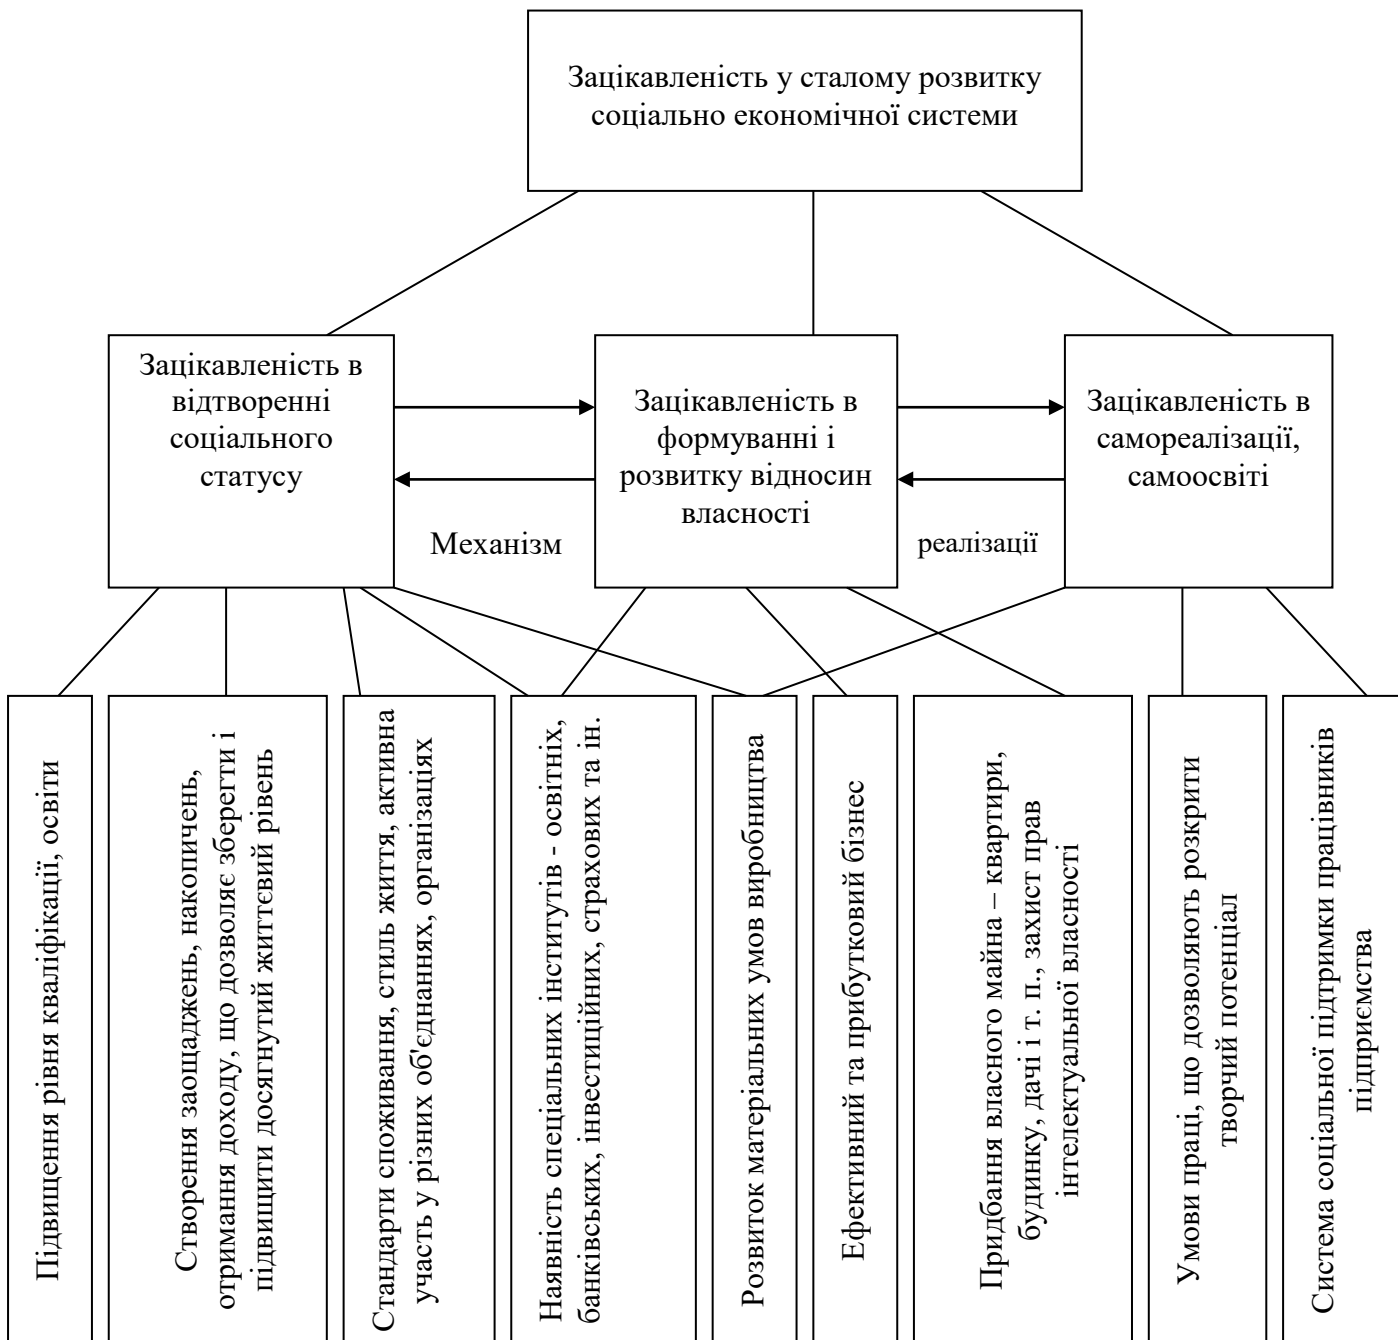 Зацікавленість у сталому розвитку
соціально економічної системи
Зацікавленість в
відтворенні
соціального
статусу
Зацікавленість в
формуванні і
розвитку відносин
власності
Зацікавленість в
самореалізації,
самоосвіті
Механізм
реалізації
Підвищення рівня кваліфікації, освіти
Створення заощаджень, накопичень,
отримання доходу, що дозволяє зберегти і
підвищити досягнутий життєвий рівень
Стандарти споживання, стиль життя, активна
участь у різних об'єднаннях, організаціях
Наявність спеціальних інститутів - освітніх,
банківських, інвестиційних, страхових та ін.
Розвиток матеріальних умов виробництва
Ефективний та прибутковий бізнес
Придбання власного майна – квартири,
будинку, дачі і т. п., захист прав
інтелектуальної власності
Умови праці, що дозволяють розкрити
творчий потенціал
Система соціальної підтримки працівників
підприємства